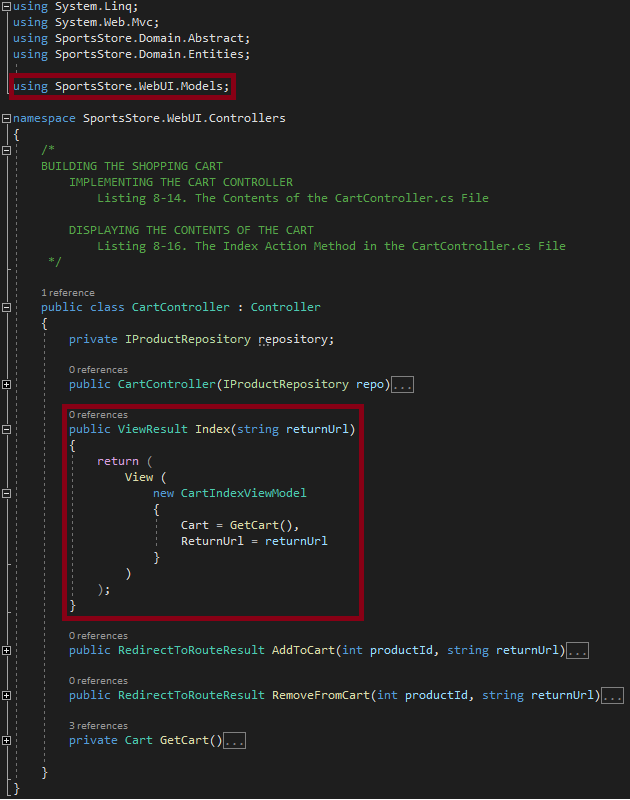 using System.Linq;
using System.Web.Mvc;
using SportsStore.Domain.Abstract;
using SportsStore.Domain.Entities;
using SportsStore.WebUI.Models;
namespace SportsStore.WebUI.Controllers
{
/*
BUILDING THE SHOPPING CART
IMPLEMENTING THE CART CONTROLLER
Listing 8-14. The Contents of the CartController.cs File
DISPLAYING THE CONTENTS OF THE CART
Listing 8-16. The Index Action Method in the CartController.cs File
*/
1 reference
public class CartController : Controller
{
private IProductRepository repository;
0 references
public CartController(IProductRepository repo)...
0 references
public ViewResult Index(string returnUrl)
{
return (
View (
new CartIndexViewModel
{
Cart = GetCart(),
ReturnUrl = returnUrl
}
)
);
}
0 references
public RedirectToRouteResult AddToCart(int productId, string returnUrl)...
0 references
public RedirectToRouteResult RemoveFromCart(int productId, string returnUrl)...
3 references
private Cart GetCart()...
}
}